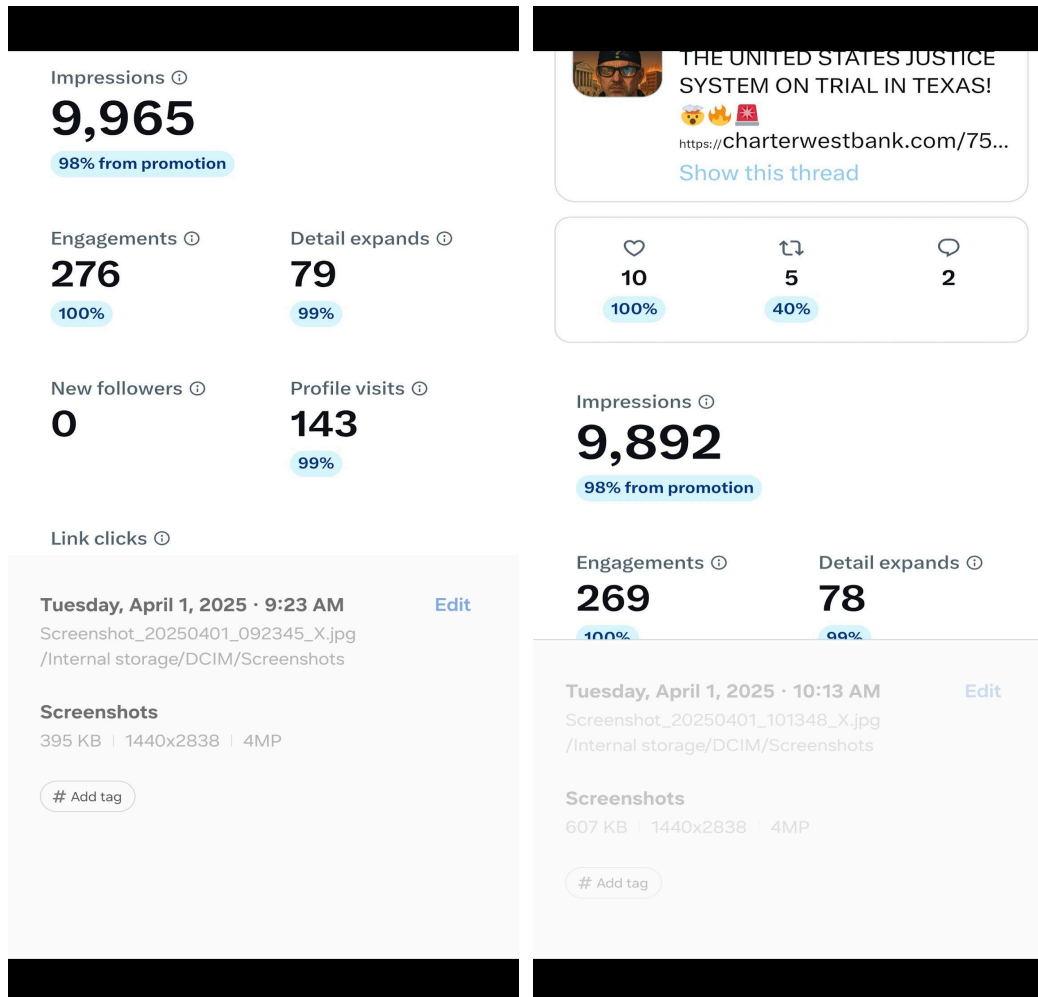 Impressions
9,965
98% from promotion
Engagements
Detail expands
276
79
100%
99%
New followers
Profile visits
0
143
99%
Link clicks
Tuesday, April 1, 2025 · 9:23 AM
Edit
Screenshot_20250401_092345_X.jpg
/Internal storage/DCIM/Screenshots
Screenshots
395 KB | 1440x2838 | 4MP
# Add tag
THE UNITED STATES JUSTICE
SYSTEM ON TRIAL IN TEXAS!
🤯🔥🚨
https://charterwestbank.com/75...
Show this thread
10
5
2
100%
40%
Impressions
9,892
98% from promotion
Engagements
Detail expands
269
78
100%
99%
Tuesday, April 1, 2025 · 10:13 AM
Edit
Screenshot_20250401_101348_X.jpg
/Internal storage/DCIM/Screenshots
Screenshots
607 KB | 1440x2838 | 4MP
# Add tag